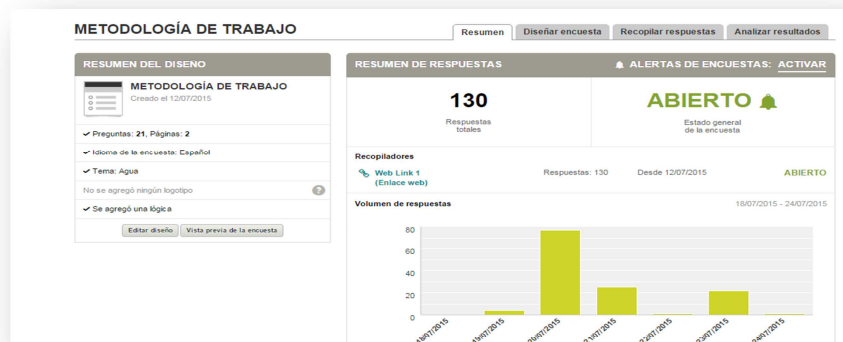 METODOLOGÍA DE TRABAJO
Resumen
Diseñar encuesta
Recopilar respuestas
Analizar resultados
RESUMEN DEL DISENO
METODOLOGÍA DE TRABAJO
Creado el 12/07/2015
Preguntas: 21, Páginas: 2
Idioma de la encuesta: Español
Tema: Agua
No se agregó ningún logotipo ?
Se agregó una lógica
Editar diseño
Vista previa de la encuesta
RESUMEN DE RESPUESTAS
ALERTAS DE ENCUESTAS: ACTIVAR
130
Respuestas
totales
ABIERTO
Estado general
de la encuesta
Recopiladores
Web Link 1
(Enlace web)
Respuestas: 130
Desde 12/07/2015
ABIERTO
Volumen de respuestas
18/07/2015 - 24/07/2015
80
60
40
20
0
18/07/2015
19/07/2015
20/07/2015
21/07/2015
22/07/2015
23/07/2015
24/07/2015